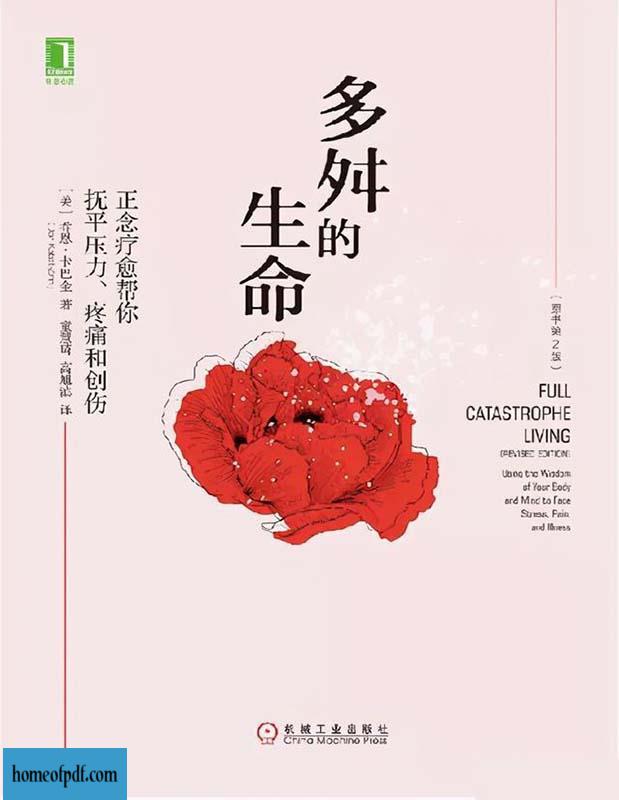 多舛的
生命
正念疗愈帮你
抚平压力、疼痛和创伤
[美] 乔恩·卡巴金 著 童慧琦 高旭滨 译
(原书第2版)
FULL
CATASTROPHE
LIVING
(REVISED EDITION)
Using the Wisdom
of Your Body
and Mind to Face
Stress, Pain,
and Illness
机械工业出版社
China Machine Press
homeofpdf.com